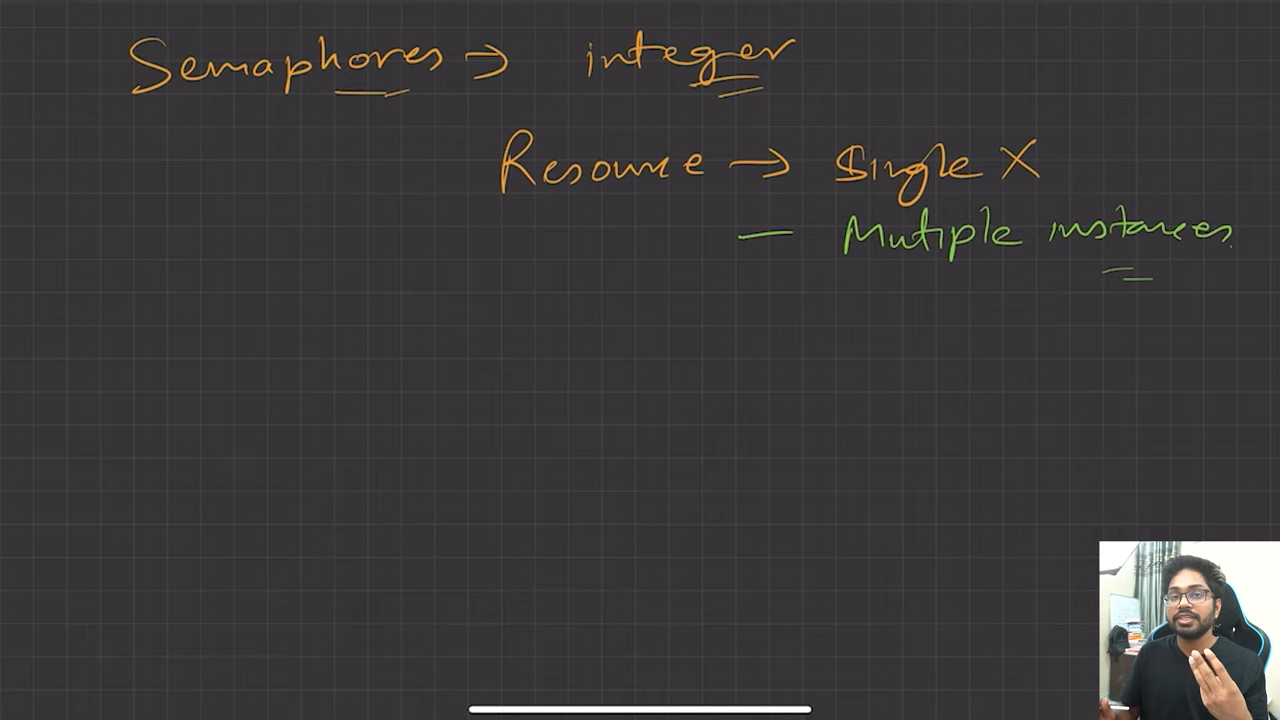 Semaphores → integer
Resource → Single X
— Mutiple instances